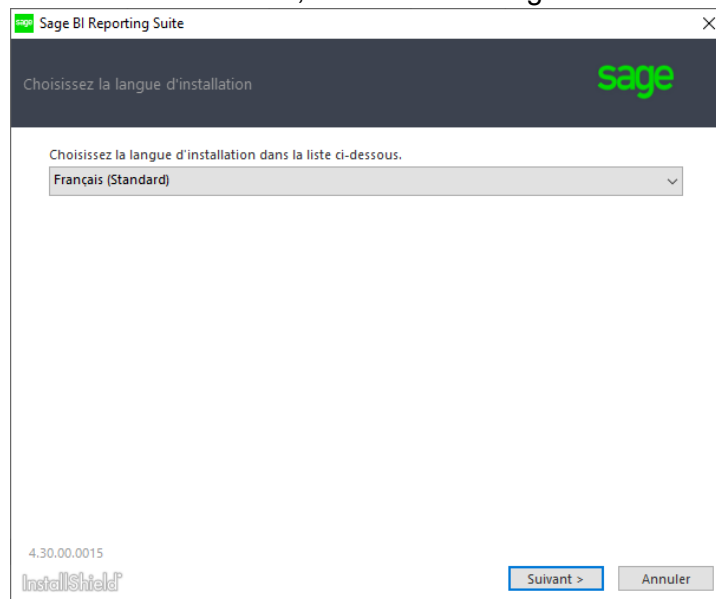 Sage BI Reporting Suite
Choisissez la langue d'installation
sage
Choisissez la langue d'installation dans la liste ci-dessous.
Français (Standard)
4.30.00.0015
InstallShield
Suivant >
Annuler